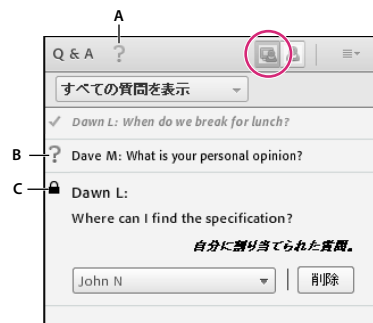 A
Q & A ?
すべての質問を表示
Dawn L: When do we break for lunch?
B ? Dave M: What is your personal opinion?
C Dawn L:
Where can I find the specification?
自分に割り当てられた質問。
John N 削除